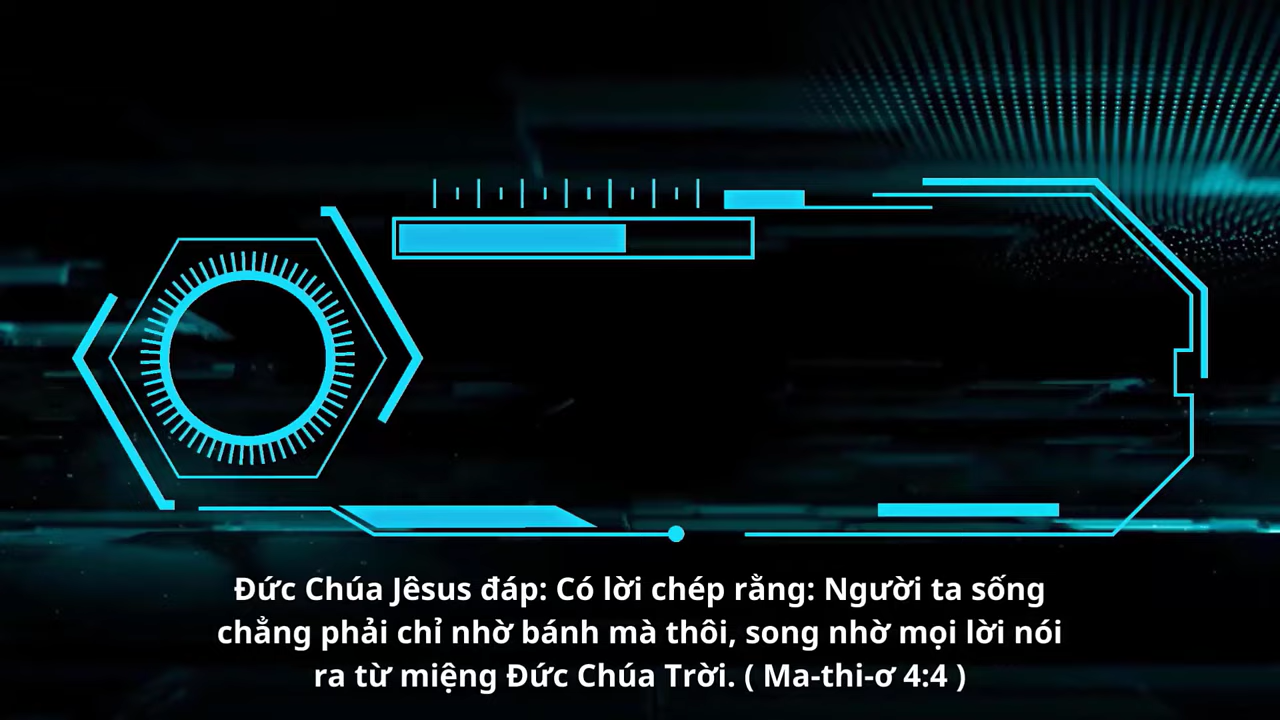 Đức Chúa Jêsus đáp: Có lời chép rằng: Người ta sống
chẳng phải chỉ nhờ bánh mà thôi, song nhờ mọi lời nói
ra từ miệng Đức Chúa Trời. ( Ma-thi-ơ 4:4 )